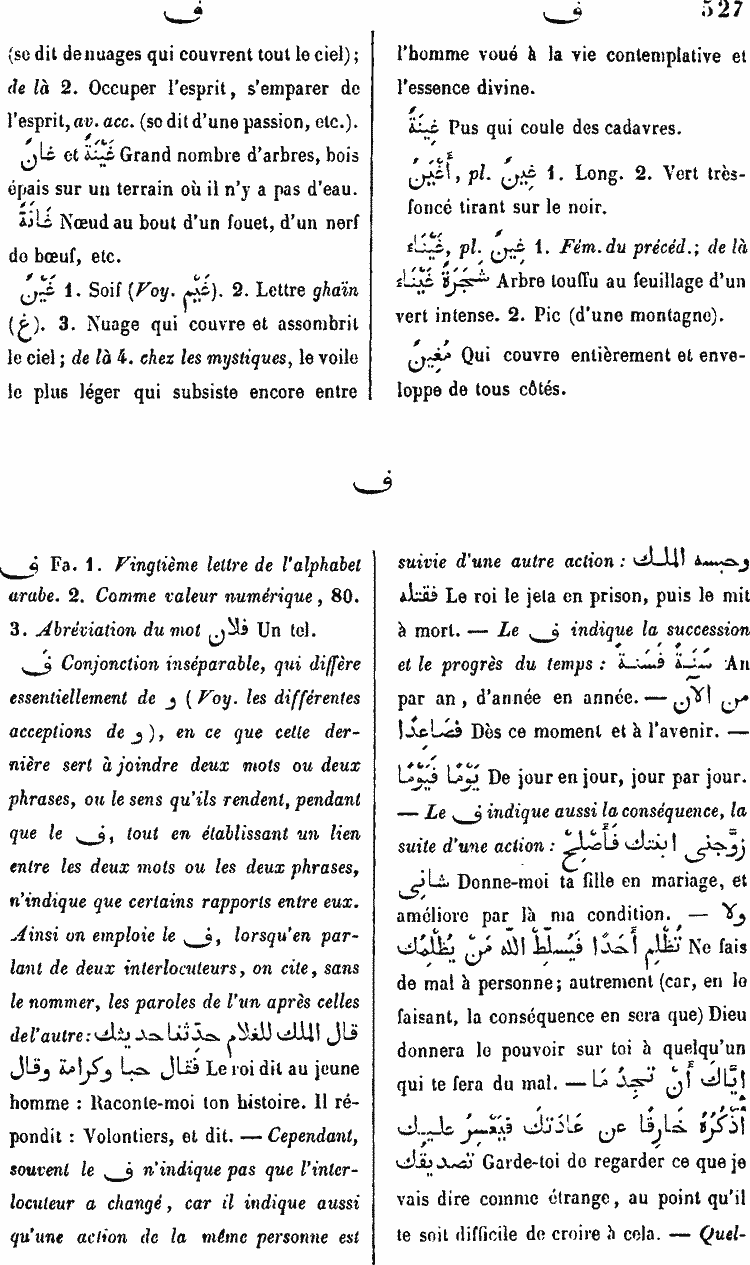 ف
ف
527
(se dit de nuages qui couvrent tout le ciel);
de là 2. Occuper l'esprit, s'emparer de
l'esprit, av. acc. (se dit d'une passion, etc.).
غَانٌ et غَيْنَةٌ Grand nombre d'arbres, bois
épais sur un terrain où il n'y a pas d'eau.
غَانَةٌ Nœud au bout d'un fouet, d'un nerf
de bœuf, etc.
غَيْنٌ 1. Soif (Voy. غَيْم). 2. Lettre ghaïn
(غ). 3. Nuage qui couvre et assombrit
le ciel; de là 4. chez les mystiques, le voile
le plus léger qui subsiste encore entre
l'homme voué à la vie contemplative et
l'essence divine.
غِينَةٌ Pus qui coule des cadavres.
أَغْيَنُ, pl. غِينٌ 1. Long. 2. Vert très-
foncé tirant sur le noir.
غَيْنَاء, pl. غِينٌ 1. Fém. du précéd.; de là
شَجَرَةٌ غَيْنَاء Arbre touffu au feuillage d'un
vert intense. 2. Pic (d'une montagne).
مُغِينٌ Qui couvre entièrement et enve-
loppe de tous côtés.
ف
ف Fa. 1. Vingtième lettre de l'alphabet
arabe. 2. Comme valeur numérique, 80.
3. Abréviation du mot فلان Un tel.
فَ Conjonction inséparable, qui diffère
essentiellement de و (Voy. les différentes
acceptions de و), en ce que cette der-
nière sert à joindre deux mots ou deux
phrases, ou le sens qu'ils rendent, pendant
que le ف, tout en établissant un lien
entre les deux mots ou les deux phrases,
n'indique que certains rapports entre eux.
Ainsi on emploie le ف, lorsqu'en par-
lant de deux interlocuteurs, on cite, sans
le nommer, les paroles de l'un après celles
de l'autre: قال الملك للغلام حدّثنا حديثك
فقال حبا وكرامة وقال Le roi dit au jeune
homme : Raconte-moi ton histoire. Il ré-
pondit : Volontiers, et dit. — Cependant,
souvent le ف n'indique pas que l'inter-
locuteur a changé, car il indique aussi
qu'une action de la même personne est
suivie d'une autre action : وحبسه الملك
فقتله Le roi le jeta en prison, puis le mit
à mort. — Le ف indique la succession
et le progrès du temps : سَنَةً فَسَنَةً An
par an, d'année en année. — من الآن
فصَاعِدًا Dès ce moment et à l'avenir. —
يَوْمًا فَيَوْمًا De jour en jour, jour par jour.
— Le ف indique aussi la conséquence, la
suite d'une action : زوّجنى ابنتك فَأَصْلِحْ
شانى Donne-moi ta fille en mariage, et
améliore par là ma condition. — ولا
تَظْلِم أَحَدًا فَيُسَلِّطَ الله مَنْ يَظْلِمُك Ne fais
de mal à personne; autrement (car, en le
faisant, la conséquence en sera que) Dieu
donnera le pouvoir sur toi à quelqu'un
qui te fera du mal. — إِيَّاكَ أَنْ تَجِدَ مَا
أَذْكُرُهُ خارِقًا عن عَادَتِك فيَعْسُرَ عليك
تصديقك Garde-toi de regarder ce que je
vais dire comme étrange, au point qu'il
te soit difficile de croire à cela. — Quel-